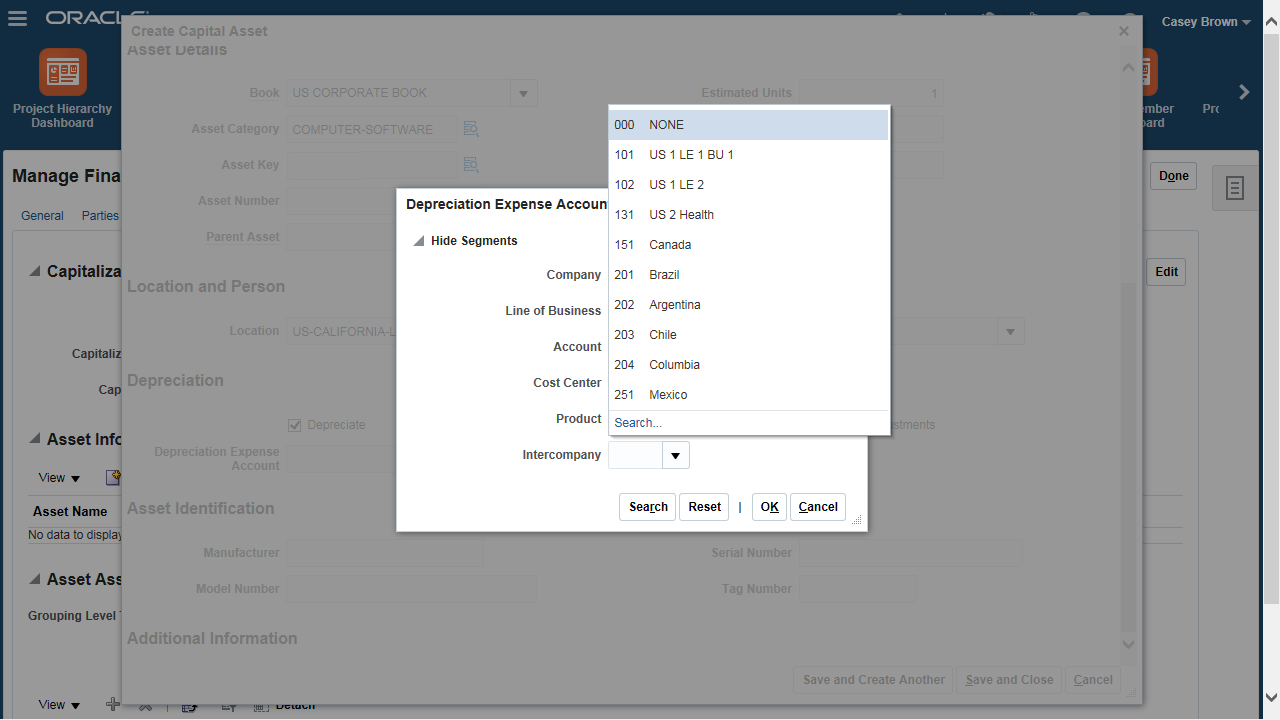 ORACLE
Casey Brown
Create Capital Asset
Project Hierarchy
Dashboard
Asset Details
Book US CORPORATE BOOK Estimated Units 1
Asset Category COMPUTER-SOFTWARE
Asset Key
Asset Number
Parent Asset
Manage Fina
Done
General Parties
Capitaliza
Edit
Location and Person
Location US-CALIFORNIA-L
Capitaliz
Cap
Depreciation
Depreciate
stments
Depreciation Expense
Account
Asset Info
View
Asset Name
No data to display
Asset Identification
Manufacturer Serial Number
Model Number Tag Number
Asset Ass
Grouping Level
Additional Information
Save and Create Another Save and Close Cancel
View Detach
Depreciation Expense Accoun
Hide Segments
Company
Line of Business
Account
Cost Center
Product
Intercompany
000 NONE
101 US 1 LE 1 BU 1
102 US 1 LE 2
131 US 2 Health
151 Canada
201 Brazil
202 Argentina
203 Chile
204 Columbia
251 Mexico
Search...
Search Reset | OK Cancel